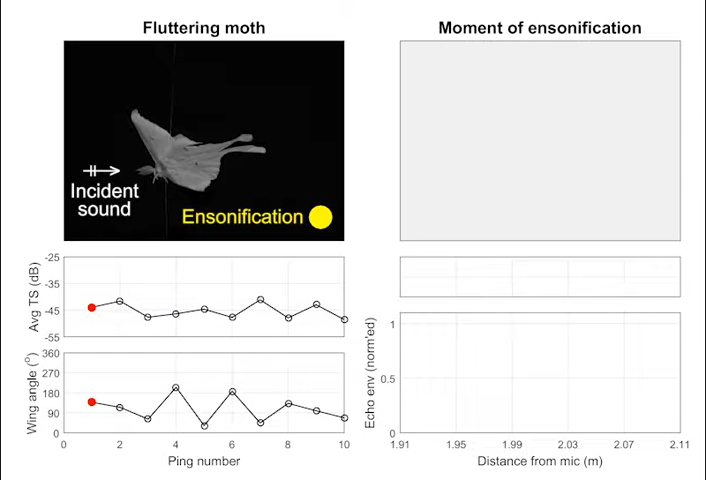 Fluttering moth
Moment of ensonification
Incident
sound
Ensonification
Avg TS (dB)
-25
-35
-45
-55
Wing angle (°)
360
270
180
90
0
0 2 4 6 8 10
Ping number
Echo env (norm'ed)
1
0.5
0
1.91 1.95 1.99 2.03 2.07 2.11
Distance from mic (m)